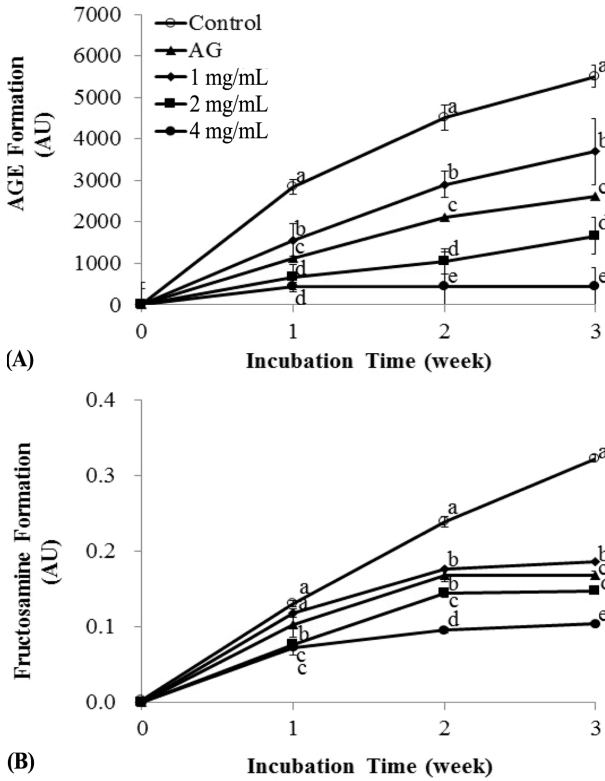 7000
6000
5000
4000
3000
2000
1000
0
AGE Formation
(AU)
Control
AG
1 mg/mL
2 mg/mL
4 mg/mL
a
a
a
b
b
b
c
c
c
d
d
d
d
e
e
0 1 2 3
Incubation Time (week)
(A)
0.4
0.3
0.2
0.1
0.0
Fructosamine Formation
(AU)
a
a
a
a
b
b
b
b
c
c
c
d
e
0 1 2 3
Incubation Time (week)
(B)